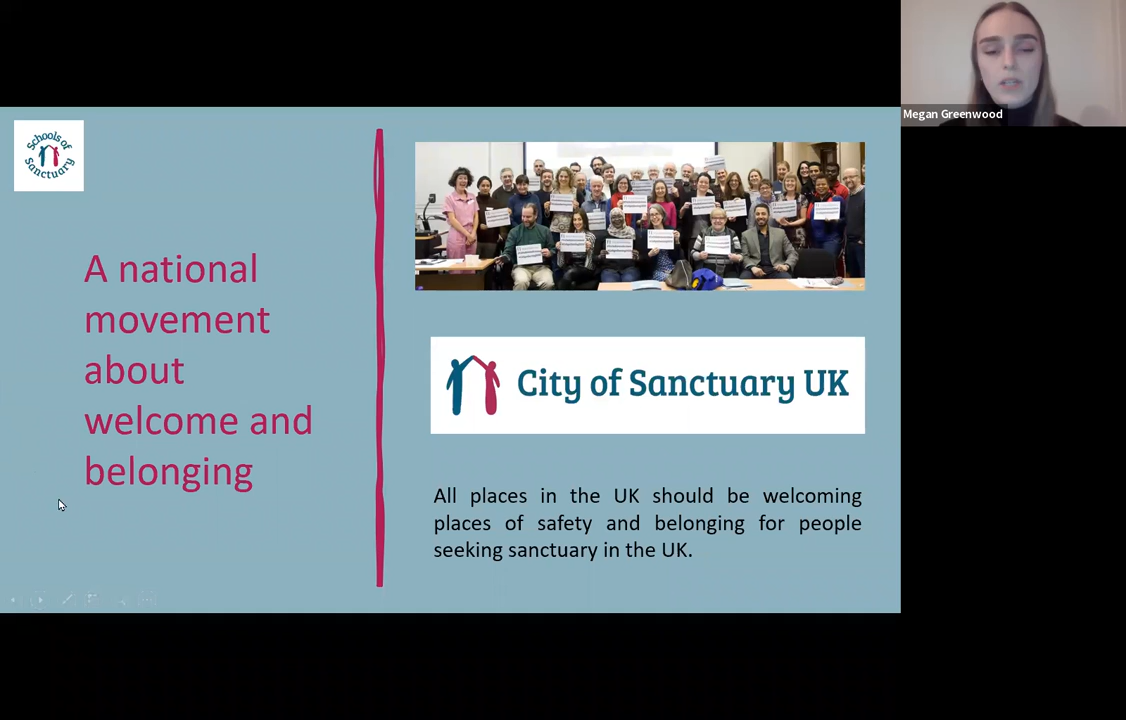 Megan Greenwood
Schools of
Sanctuary
A national
movement
about
welcome and
belonging
City of Sanctuary UK
All places in the UK should be welcoming
places of safety and belonging for people
seeking sanctuary in the UK.